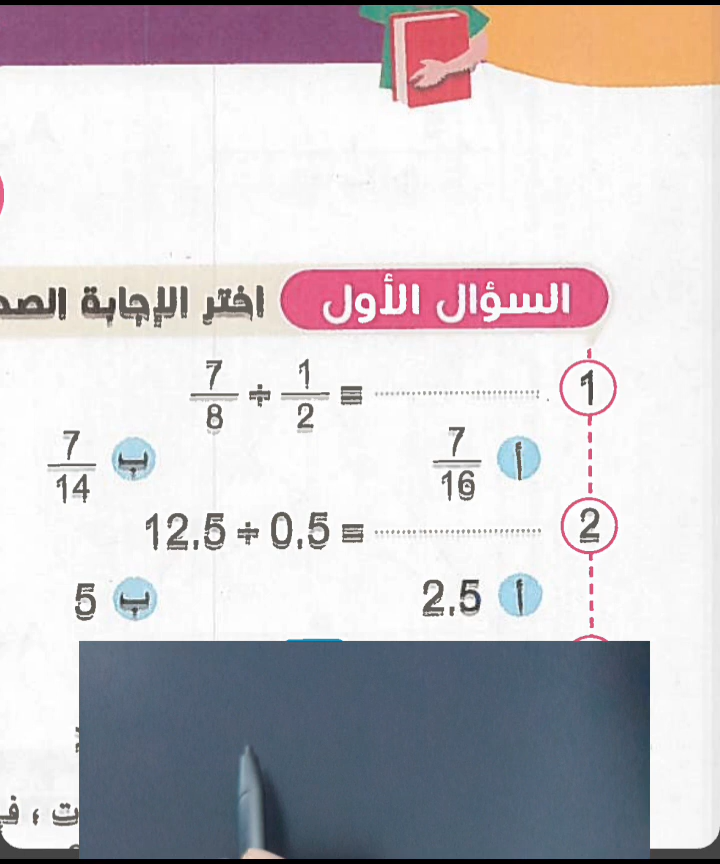 السؤال الأول اختر الإجابة
1 7/8 ÷ 1/2 = ....................
أ 7/16 ب 7/14
2 12.5 ÷ 0.5 = ....................
أ 2.5 ب 5